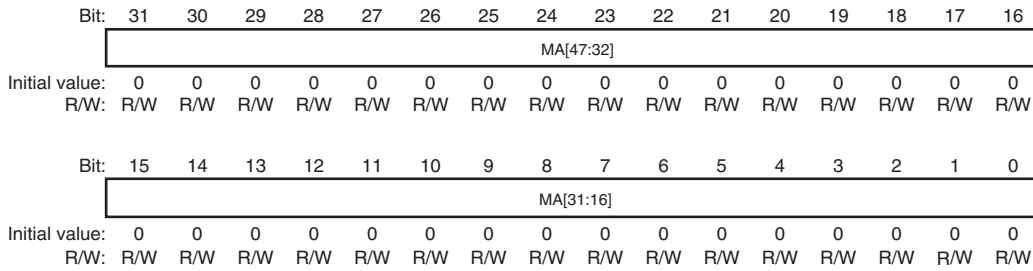 Bit: 31 30 29 28 27 26 25 24 23 22 21 20 19 18 17 16
MA[47:32]
Initial value: 0 0 0 0 0 0 0 0 0 0 0 0 0 0 0 0
R/W: R/W R/W R/W R/W R/W R/W R/W R/W R/W R/W R/W R/W R/W R/W R/W R/W
Bit: 15 14 13 12 11 10 9 8 7 6 5 4 3 2 1 0
MA[31:16]
Initial value: 0 0 0 0 0 0 0 0 0 0 0 0 0 0 0 0
R/W: R/W R/W R/W R/W R/W R/W R/W R/W R/W R/W R/W R/W R/W R/W R/W R/W